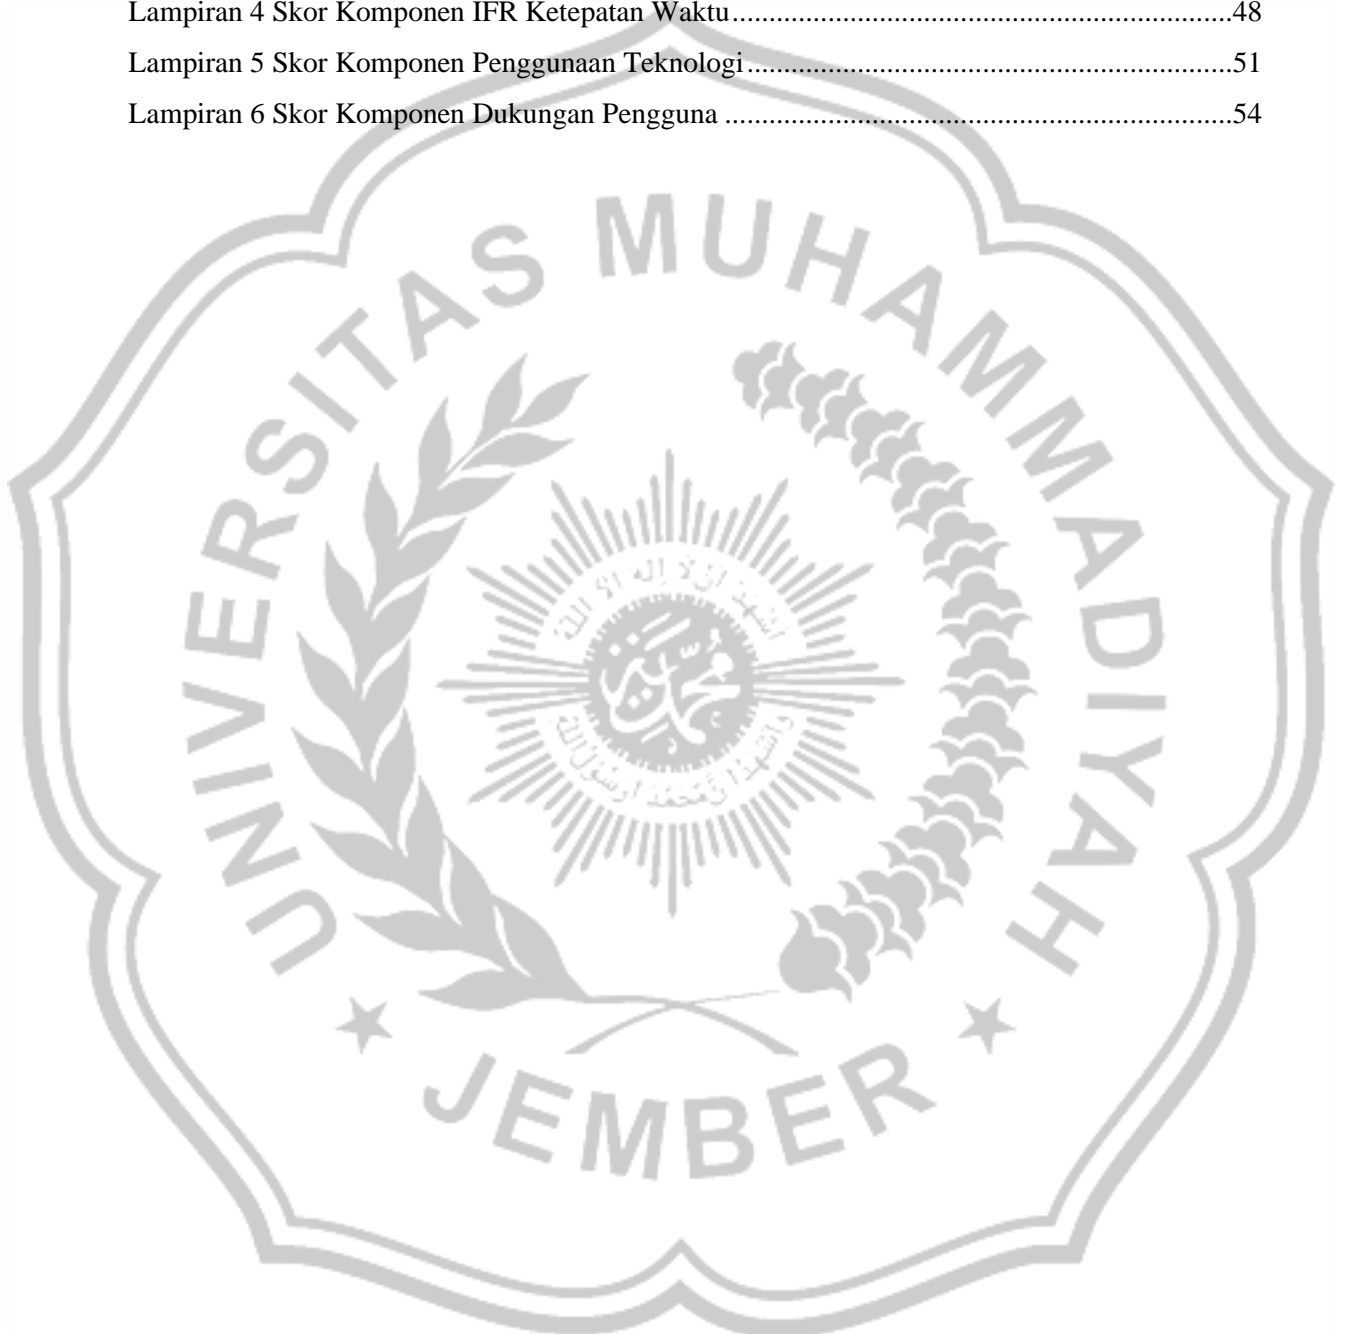 Lampiran 4 Skor Komponen IFR Ketepatan Waktu.....................................................................48
Lampiran 5 Skor Komponen Penggunaan Teknologi...................................................................51
Lampiran 6 Skor Komponen Dukungan Pengguna ......................................................................54
UNIVERSITAS MUHAMMADIYAH
JEMBER